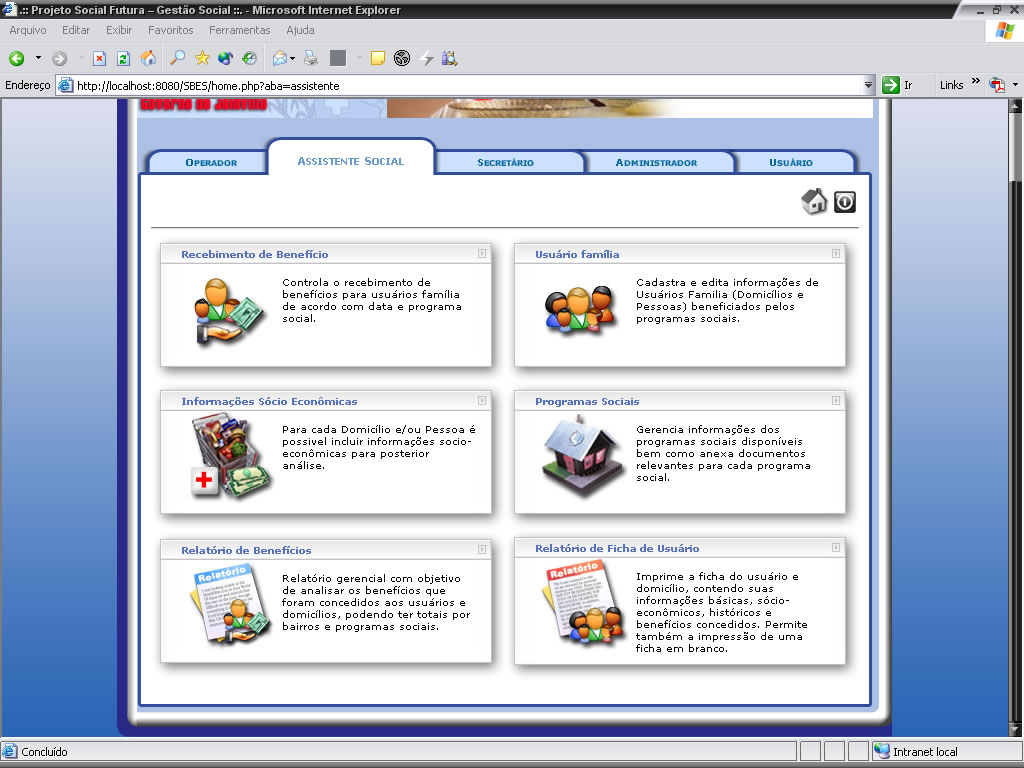 .:: Projeto Social Futura – Gestão Social ::. - Microsoft Internet Explorer
Arquivo Editar Exibir Favoritos Ferramentas Ajuda
Endereço http://localhost:8080/SBES/home.php?aba=assistente Ir Links »
Operador Assistente Social Secretário Administrador Usuário
Recebimento de Benefício
Controla o recebimento de
benefícios para usuários família
de acordo com data e programa
social.
Usuário família
Cadastra e edita informações de
Usuários Familia (Domicílios e
Pessoas) beneficiados pelos
programas sociais.
Informações Sócio Econômicas
Para cada Domicílio e/ou Pessoa é
possivel incluir informações socio-
econômicas para posterior
análise.
Programas Sociais
Gerencia informações dos
programas sociais disponíveis
bem como anexa documentos
relevantes para cada programa
social.
Relatório de Benefícios
Relatório
Relatório gerencial com objetivo
de analisar os benefícios que
foram concedidos aos usuários e
domicílios, podendo ter totais por
bairros e programas sociais.
Relatório de Ficha de Usuário
Relatório
Imprime a ficha do usuário e
domicílio, contendo suas
informações básicas, sócio-
econômicos, históricos e
benefícios concedidos. Permite
também a impressão de uma
ficha em branco.
Concluído Intranet local